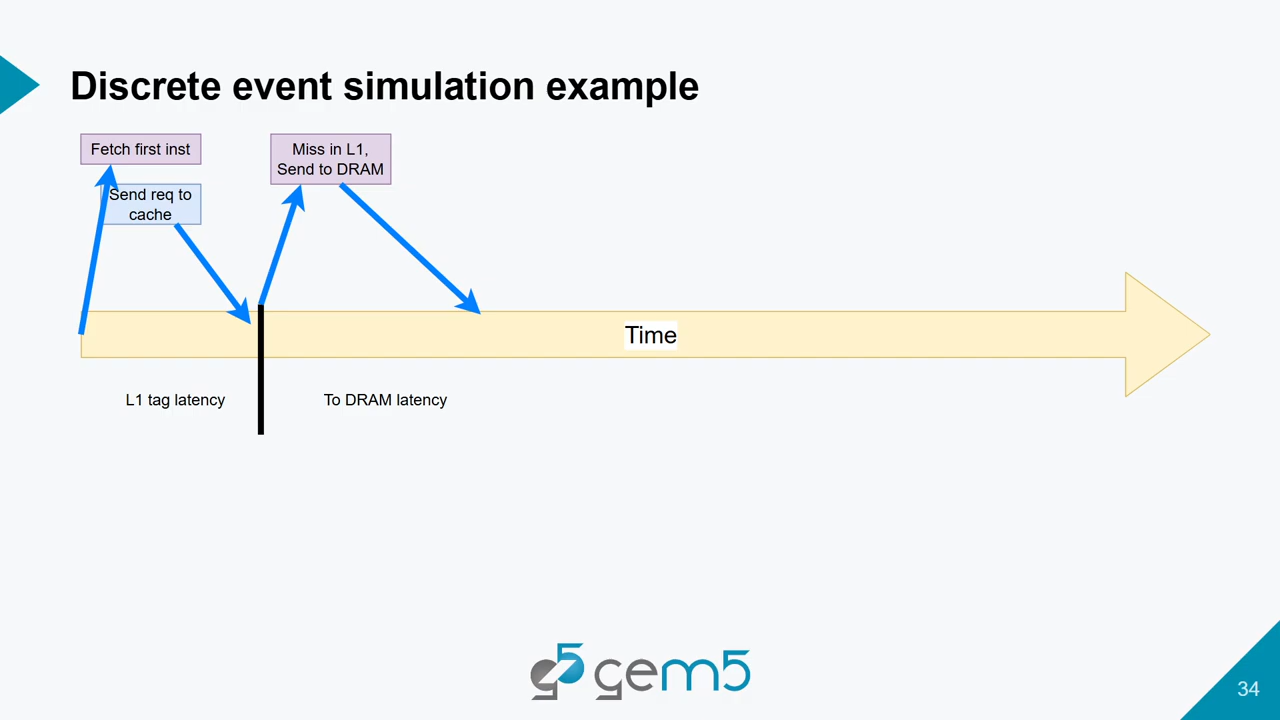 Discrete event simulation example
Fetch first inst
Send req to
cache
Miss in L1,
Send to DRAM
Time
L1 tag latency
To DRAM latency
g5 gem5
34